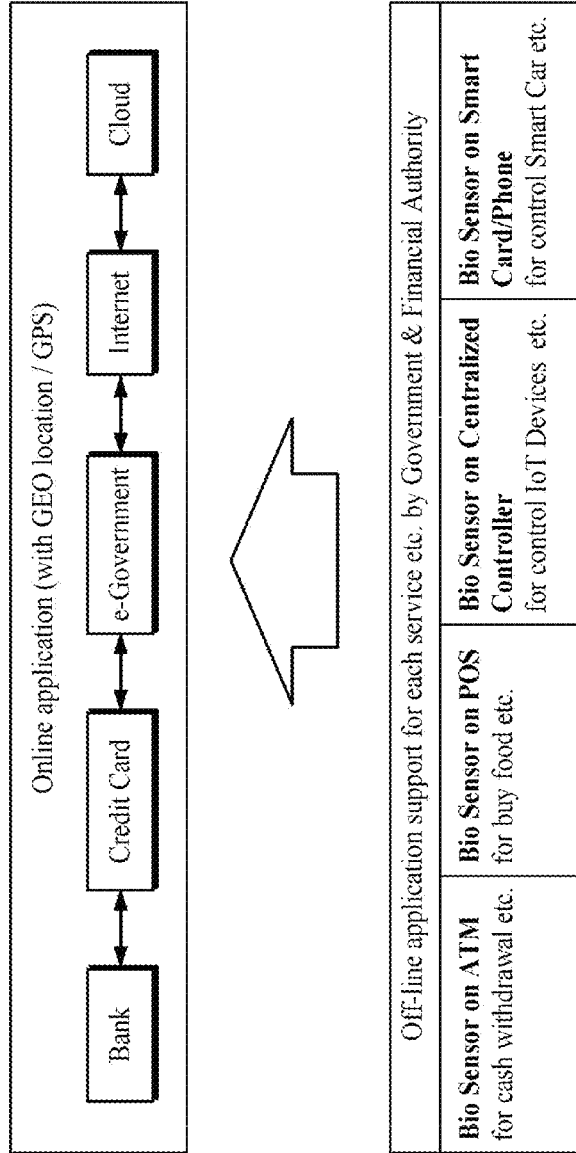 Online application (with GEO location / GPS)
Bank
Credit Card
e-Government
Internet
Cloud
Off-line application support for each service etc. by Government & Financial Authority
Bio Sensor on ATM
for cash withdrawal etc.
Bio Sensor on POS
for buy food etc.
Bio Sensor on Centralized
Controller
for control IoT Devices etc.
Bio Sensor on Smart
Card/Phone
for control Smart Car etc.